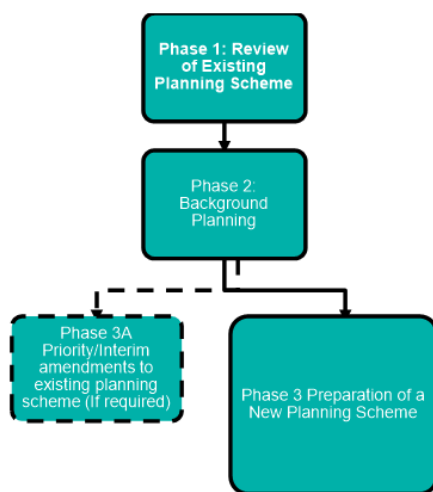 Phase 1: Review
of Existing
Planning Scheme
Phase 2:
Background
Planning
Phase 3A
Priority/Interim
amendments to
existing planning
scheme (If required)
Phase 3 Preparation of a
New Planning Scheme